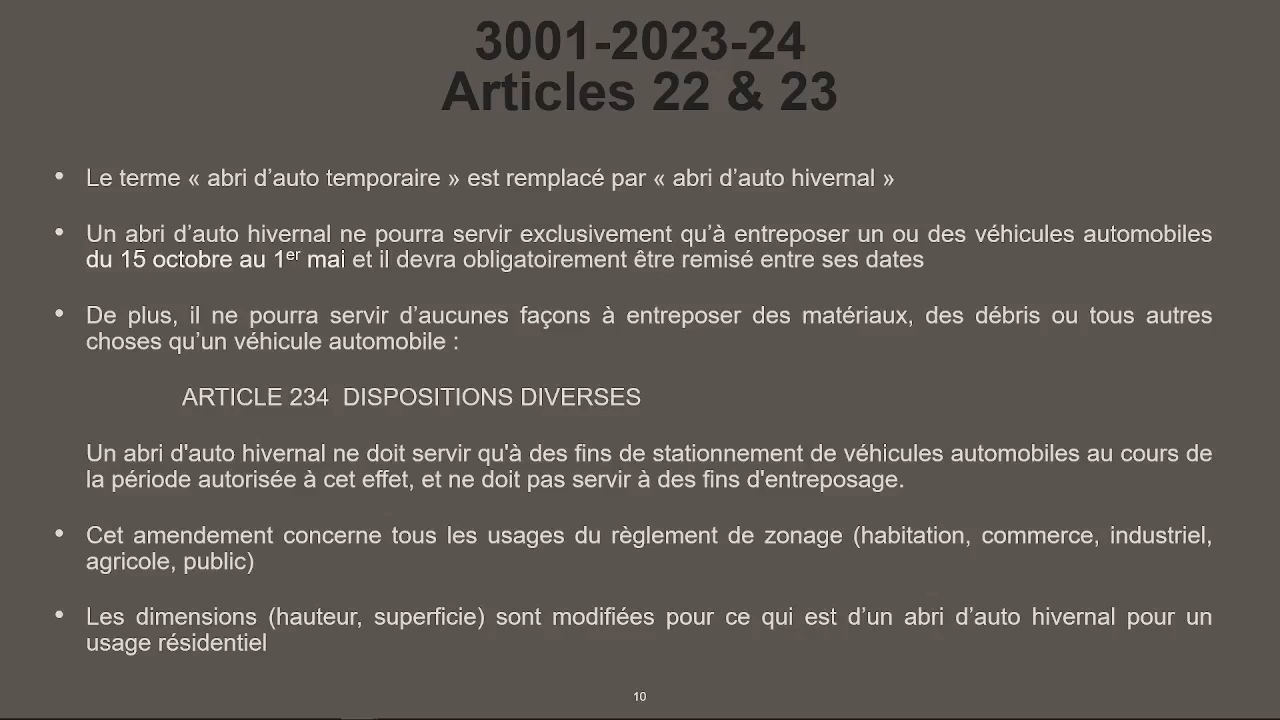 3001-2023-24
Articles 22 & 23
• Le terme « abri d’auto temporaire » est remplacé par « abri d’auto hivernal »
• Un abri d’auto hivernal ne pourra servir exclusivement qu’à entreposer un ou des véhicules automobiles
du 15 octobre au 1er mai et il devra obligatoirement être remisé entre ses dates
• De plus, il ne pourra servir d’aucunes façons à entreposer des matériaux, des débris ou tous autres
choses qu’un véhicule automobile :
ARTICLE 234 DISPOSITIONS DIVERSES
Un abri d'auto hivernal ne doit servir qu'à des fins de stationnement de véhicules automobiles au cours de
la période autorisée à cet effet, et ne doit pas servir à des fins d'entreposage.
• Cet amendement concerne tous les usages du règlement de zonage (habitation, commerce, industriel,
agricole, public)
• Les dimensions (hauteur, superficie) sont modifiées pour ce qui est d’un abri d’auto hivernal pour un
usage résidentiel
10